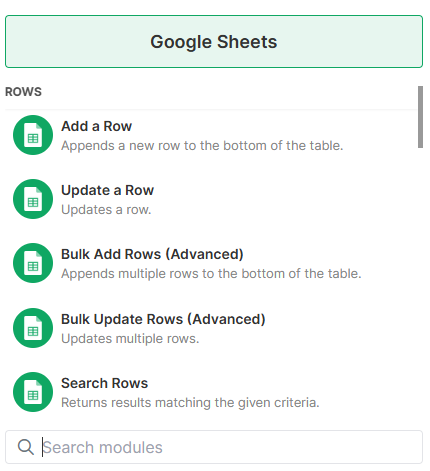 Google Sheets
ROWS
Add a Row
Appends a new row to the bottom of the table.
Update a Row
Updates a row.
Bulk Add Rows (Advanced)
Appends multiple rows to the bottom of the table.
Bulk Update Rows (Advanced)
Updates multiple rows.
Search Rows
Returns results matching the given criteria.
Search modules